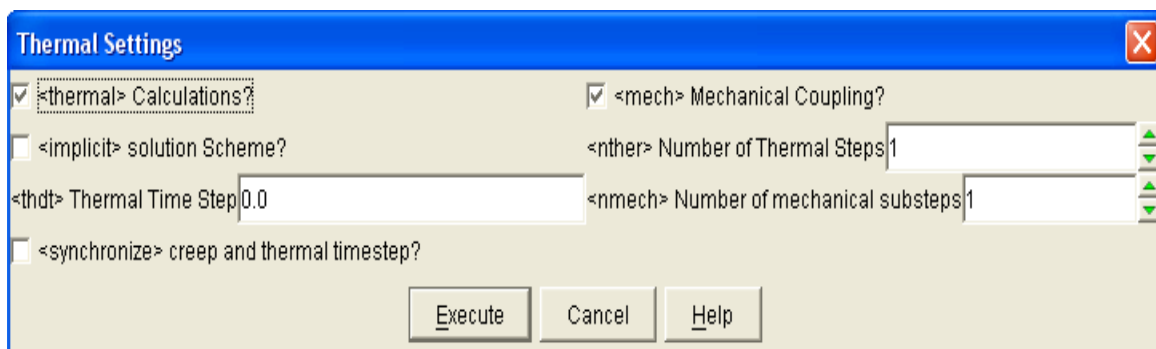 Thermal Settings
<thermal> Calculations?
<mech> Mechanical Coupling?
<implicit> solution Scheme?
<nther> Number of Thermal Steps 1
<thdt> Thermal Time Step 0.0
<nmech> Number of mechanical substeps 1
<synchronize> creep and thermal timestep?
Execute Cancel Help